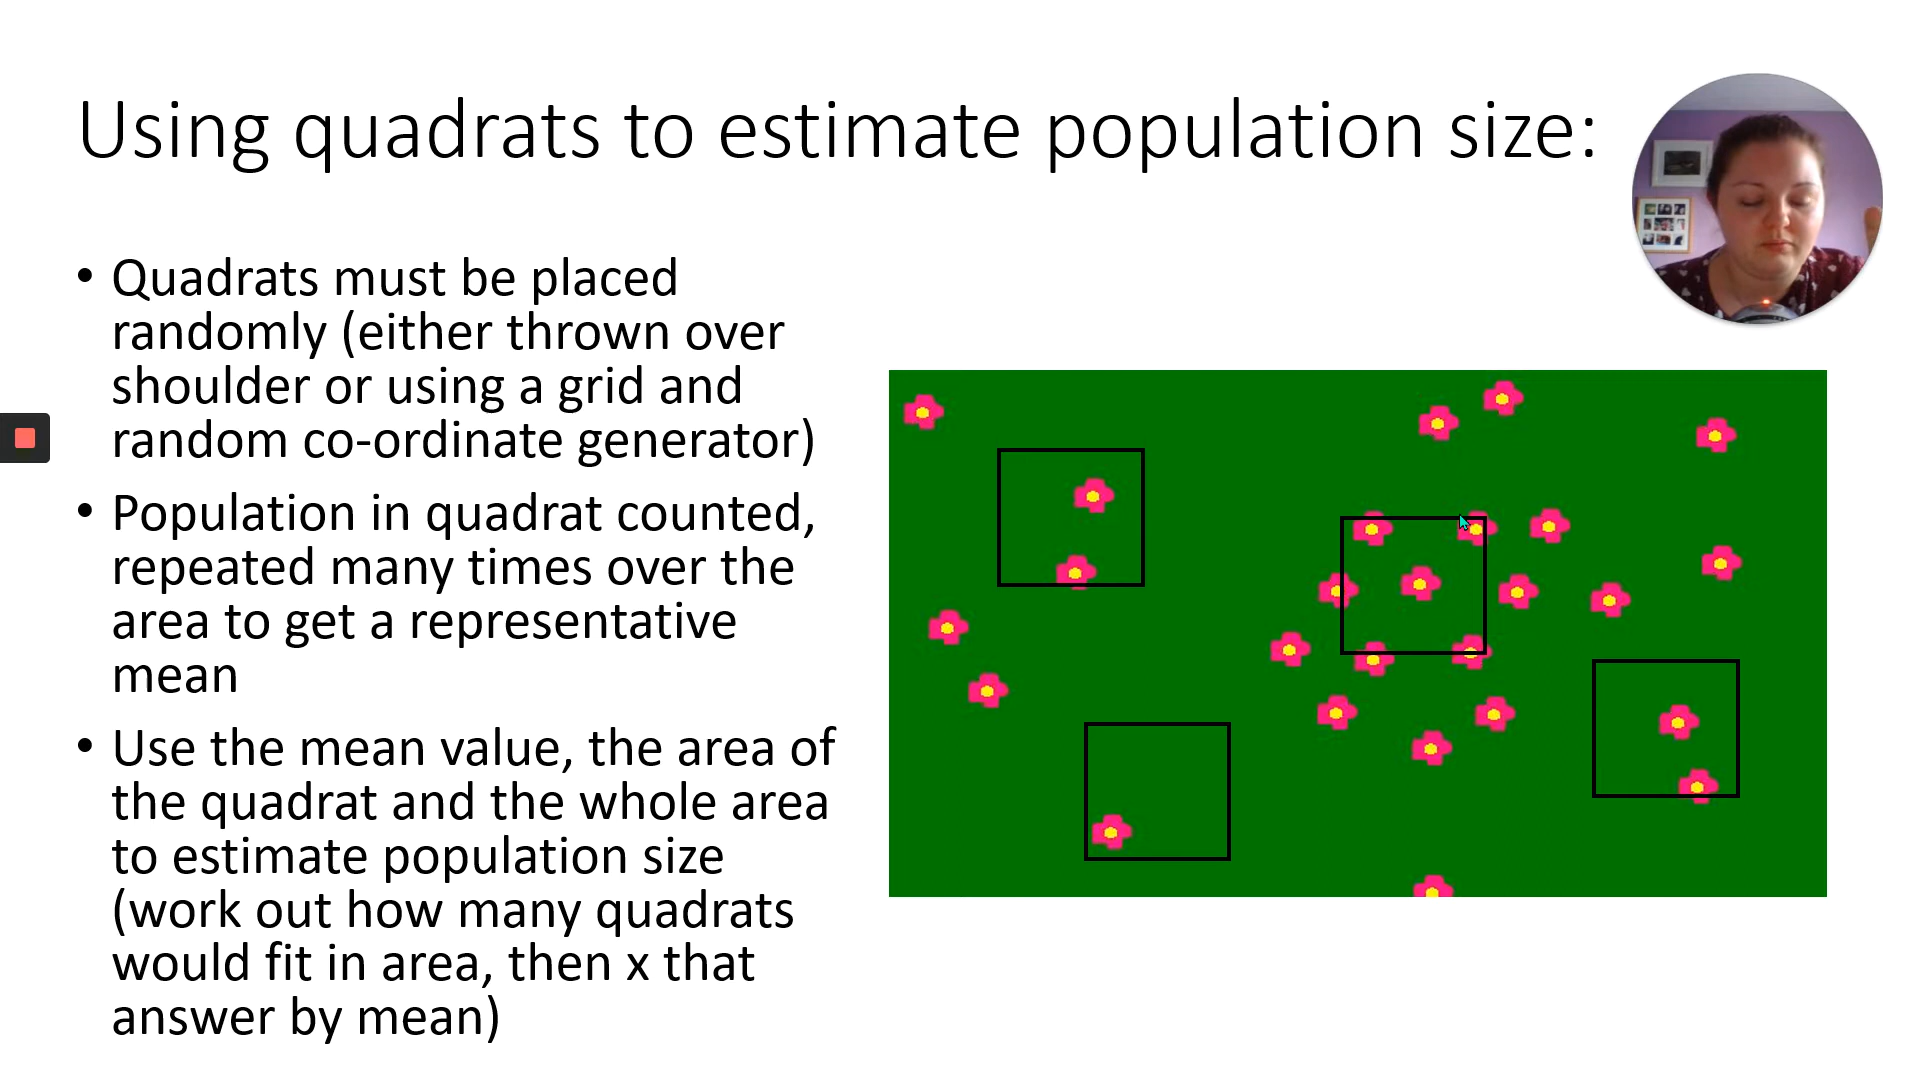 Using quadrats to estimate population size:
• Quadrats must be placed
randomly (either thrown over
shoulder or using a grid and
random co-ordinate generator)
• Population in quadrat counted,
repeated many times over the
area to get a representative
mean
• Use the mean value, the area of
the quadrat and the whole area
to estimate population size
(work out how many quadrats
would fit in area, then x that
answer by mean)